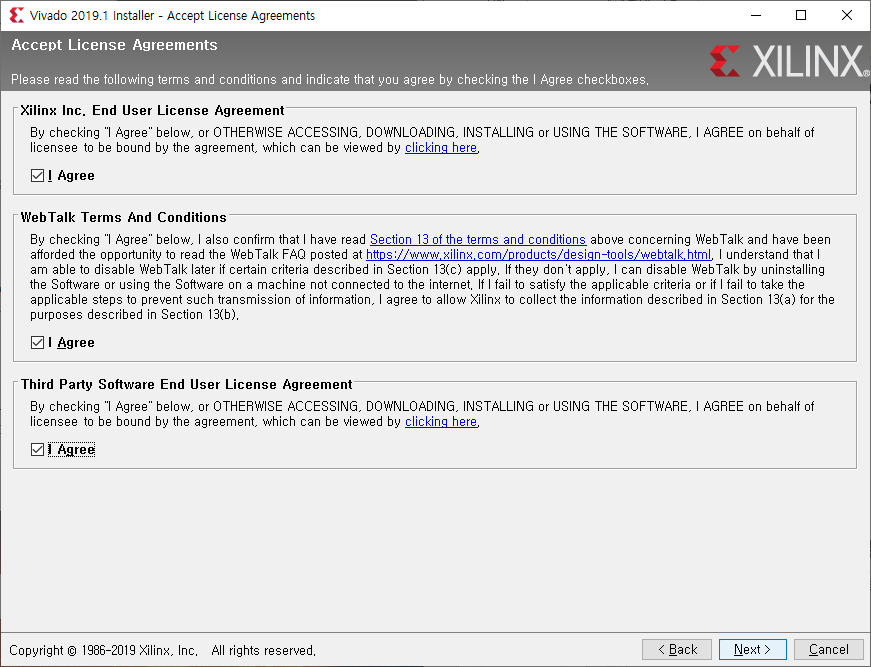 Vivado 2019.1 Installer - Accept License Agreements
Accept License Agreements
Please read the following terms and conditions and indicate that you agree by checking the I Agree checkboxes.
XILINX®
Xilinx Inc. End User License Agreement
By checking "I Agree" below, or OTHERWISE ACCESSING, DOWNLOADING, INSTALLING or USING THE SOFTWARE, I AGREE on behalf of
licensee to be bound by the agreement, which can be viewed by clicking here.
I Agree
WebTalk Terms And Conditions
By checking "I Agree" below, I also confirm that I have read Section 13 of the terms and conditions above concerning WebTalk and have been
afforded the opportunity to read the WebTalk FAQ posted at https://www.xilinx.com/products/design-tools/webtalk.html. I understand that I
am able to disable WebTalk later if certain criteria described in Section 13(c) apply. If they don't apply, I can disable WebTalk by uninstalling
the Software or using the Software on a machine not connected to the internet. If I fail to satisfy the applicable criteria or if I fail to take the
applicable steps to prevent such transmission of information, I agree to allow Xilinx to collect the information described in Section 13(a) for the
purposes described in Section 13(b).
I Agree
Third Party Software End User License Agreement
By checking "I Agree" below, or OTHERWISE ACCESSING, DOWNLOADING, INSTALLING or USING THE SOFTWARE, I AGREE on behalf of
licensee to be bound by the agreement, which can be viewed by clicking here.
I Agree
Copyright © 1986-2019 Xilinx, Inc. All rights reserved.
< Back
Next >
Cancel